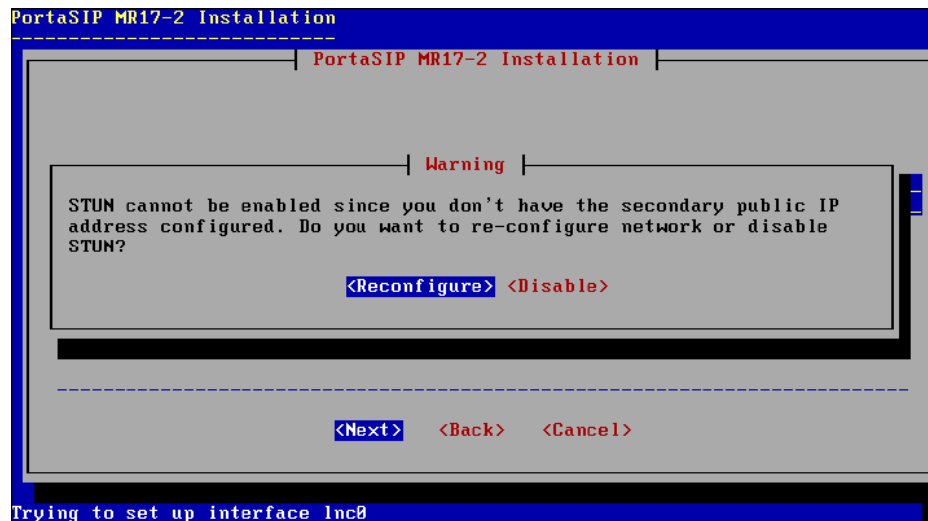 PortaSIP MR17-2 Installation
PortaSIP MR17-2 Installation
Warning
STUN cannot be enabled since you don't have the secondary public IP
address configured. Do you want to re-configure network or disable
STUN?
<Reconfigure> <Disable>
<Next> <Back> <Cancel>
Trying to set up interface lnc0